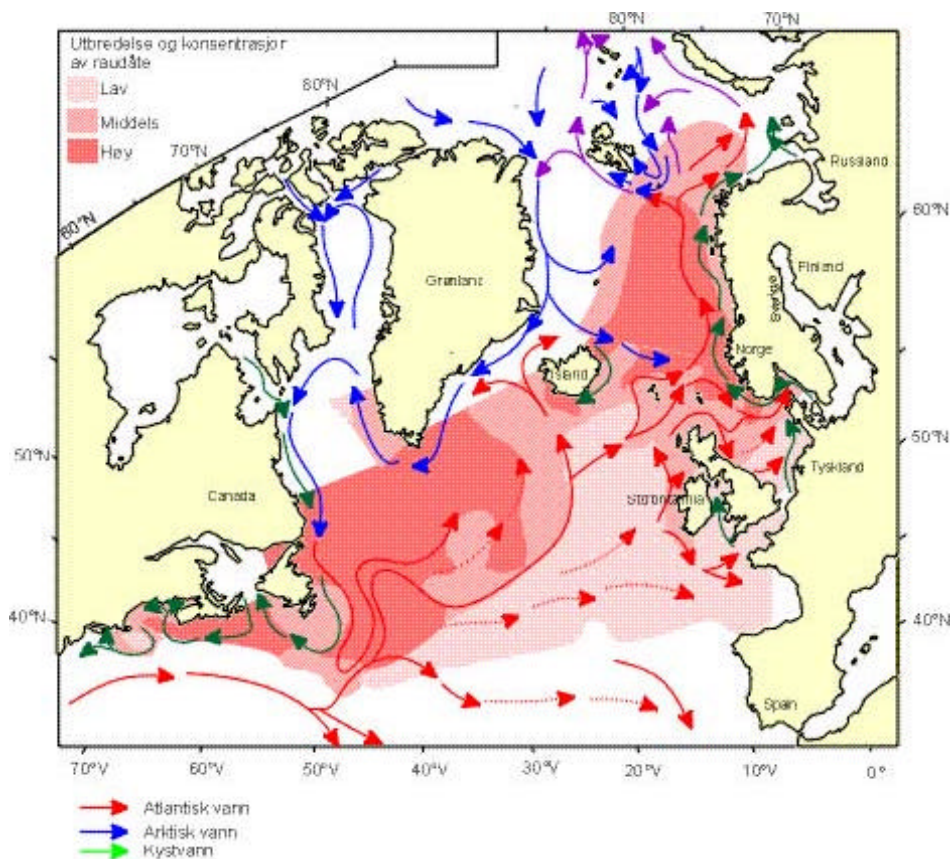 80°N 70°N
Utbredelse og konsentrasjor
av raudåte
Lav
Middels
Høy
80°N
70°N
60°N
Russland
60°N
Grønland
Finland
Sverige
Norge
Island
50°N
50°N
Tyskland
Canada
Storbritannia
40°N
40°N
Spain
70°V 60°V 50°V 40°V 30°V 20°V 10°V 0°
Atlantisk vann
Arktisk vann
Kystvann